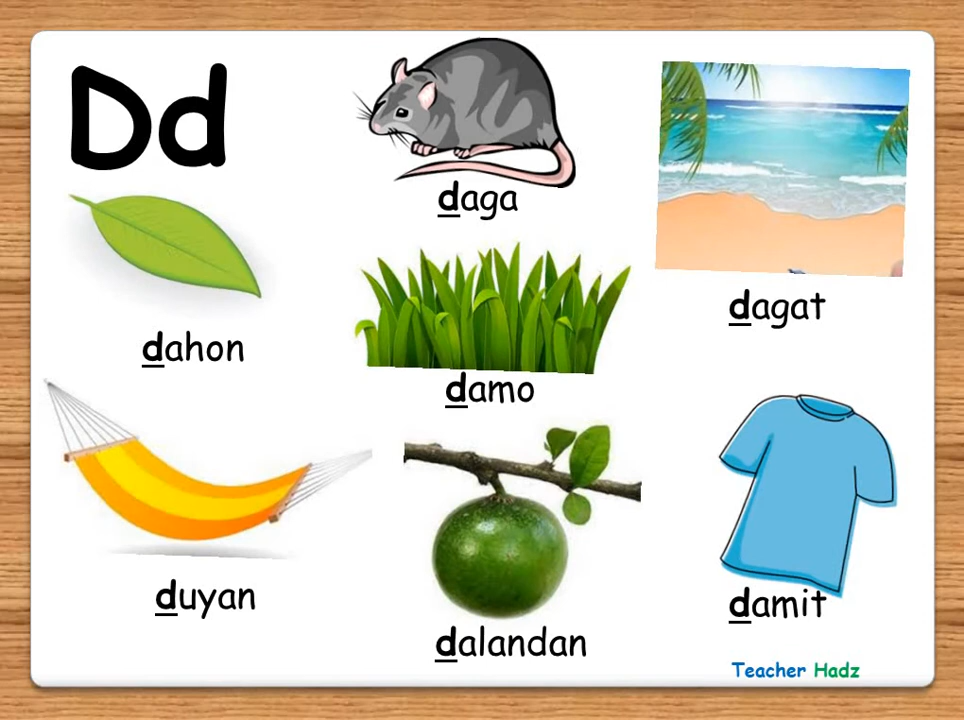 Dd
daga
dagat
dahon
damo
duyan
dalandan
damit
Teacher Hadz